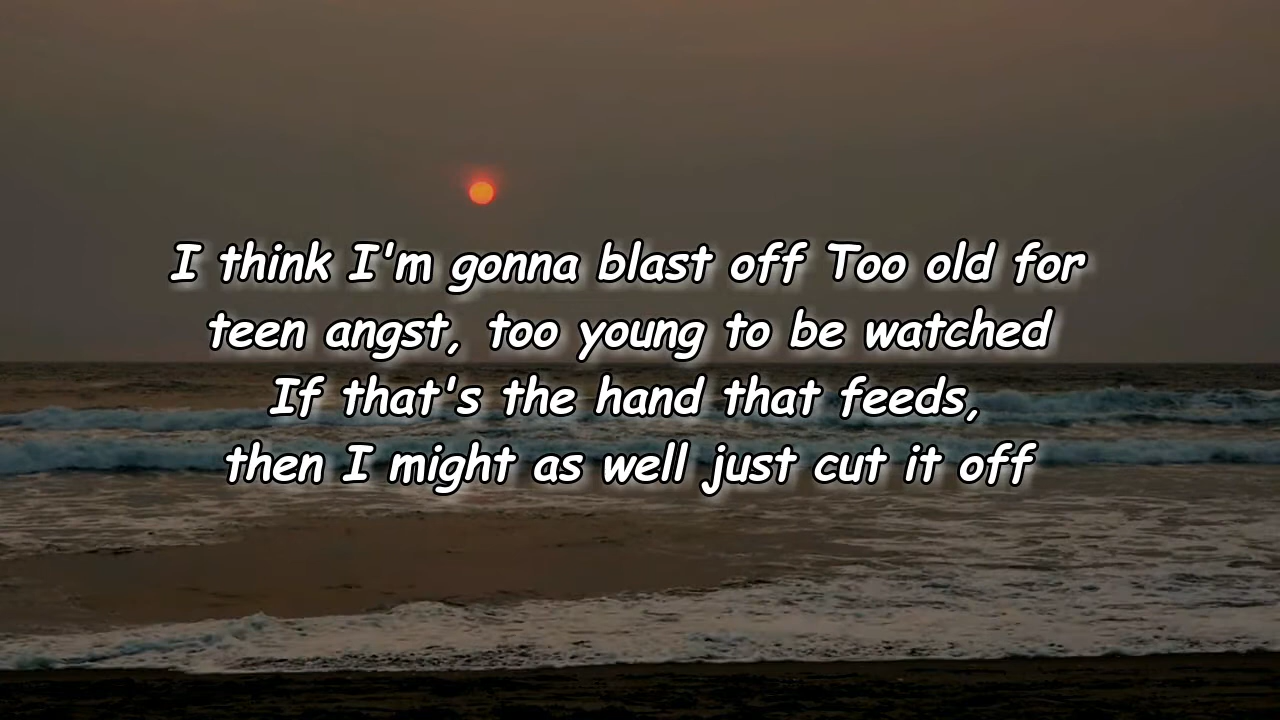 I think I'm gonna blast off Too old for
teen angst, too young to be watched
If that's the hand that feeds,
then I might as well just cut it off